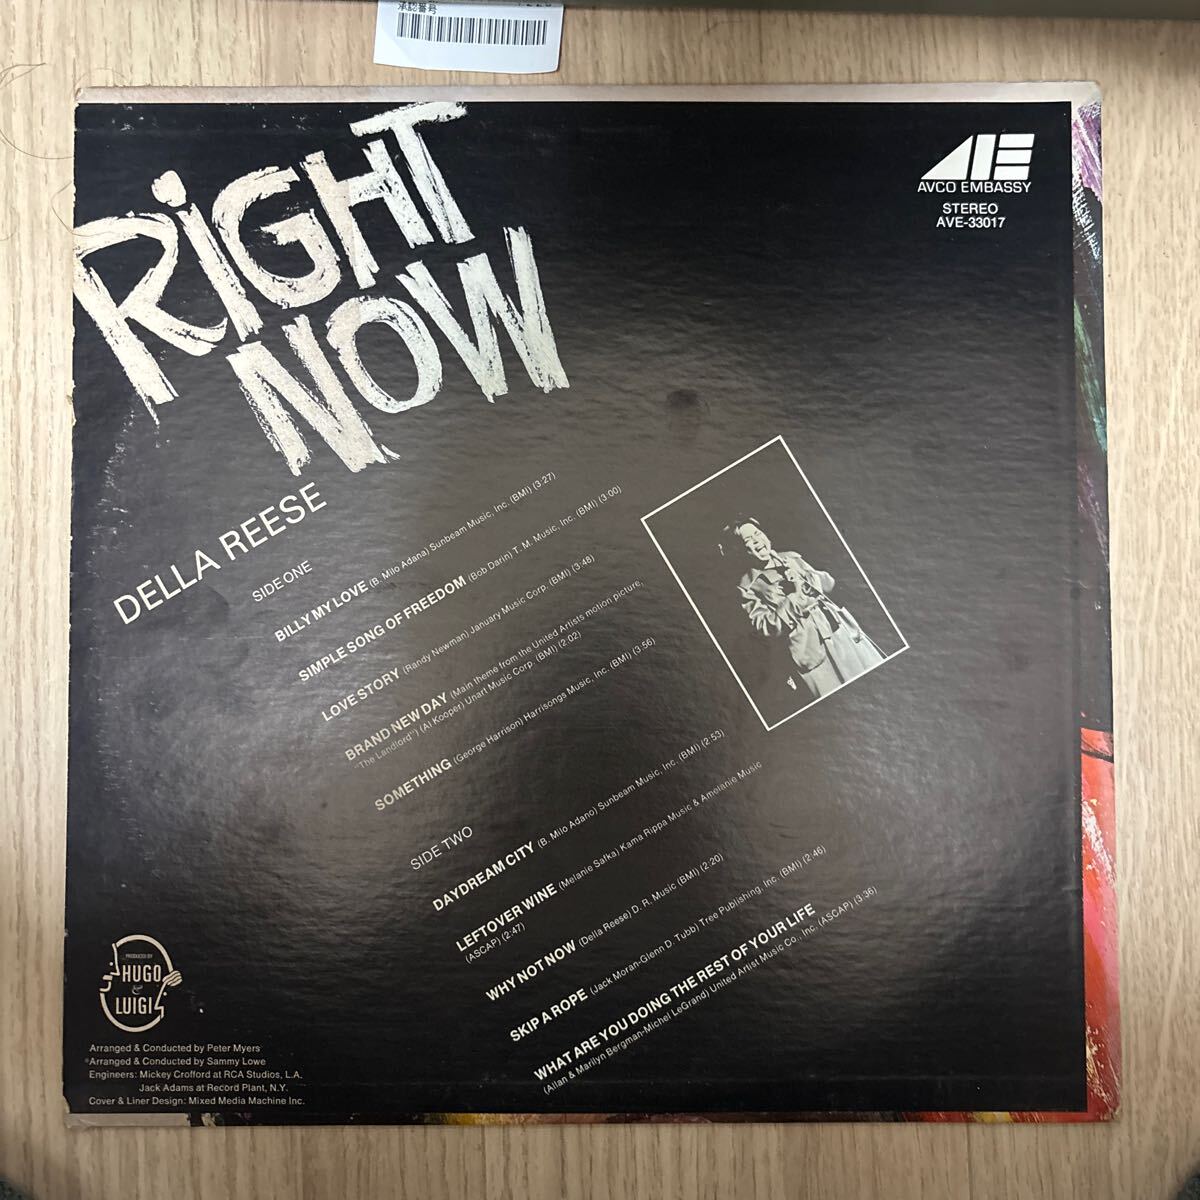 承認番号
RiGHT
NOW
AVCO EMBASSY
STEREO
AVE-33017
DELLA REESE
SIDE ONE
BILLY MY LOVE (B. Milo Adana) Sunbeam Music, Inc. (BMI) (3:27)
SIMPLE SONG OF FREEDOM (Bob Darin) T. M. Music, Inc. (BMI) (3:00)
LOVE STORY (Randy Newman) January Music Corp. (BMI) (3:48)
BRAND NEW DAY (Main theme from the United Artists motion picture,
"The Landlord") (Al Kooper) Unart Music Corp. (BMI) (2:02)
SOMETHING (George Harrison) Harrisongs Music, Inc. (BMI) (3:56)
SIDE TWO
DAYDREAM CITY (B. Milo Adano) Sunbeam Music, Inc. (BMI) (2:53)
LEFTOVER WINE (Melanie Safka) Kama Rippa Music & Amelanie Music
(ASCAP) (2:47)
WHY NOT NOW (Della Reese) D. R. Music (BMI) (2:20)
SKIP A ROPE (Jack Moran-Glenn D. Tubb) Tree Publishing, Inc. (BMI) (2:46)
WHAT ARE YOU DOING THE REST OF YOUR LIFE
(Allan & Marilyn Bergman-Michel LeGrand) United Artist Music Co., Inc. (ASCAP) (3:36)
PRODUCED BY
HUGO
&
LUIGI
Arranged & Conducted by Peter Myers
*Arranged & Conducted by Sammy Lowe
Engineers: Mickey Crofford at RCA Studios, L.A.
Jack Adams at Record Plant, N.Y.
Cover & Liner Design: Mixed Media Machine Inc.